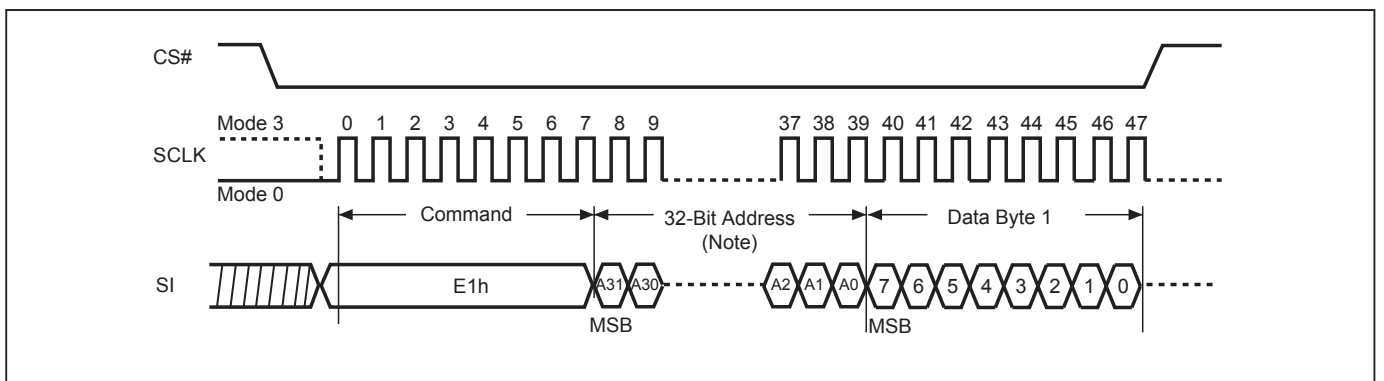 CS#
Mode 3
0 1 2 3 4 5 6 7 8 9 37 38 39 40 41 42 43 44 45 46 47
SCLK
Mode 0
Command
32-Bit Address
(Note)
Data Byte 1
SI
E1h
A31 A30 A2 A1 A0 7 6 5 4 3 2 1 0
MSB MSB